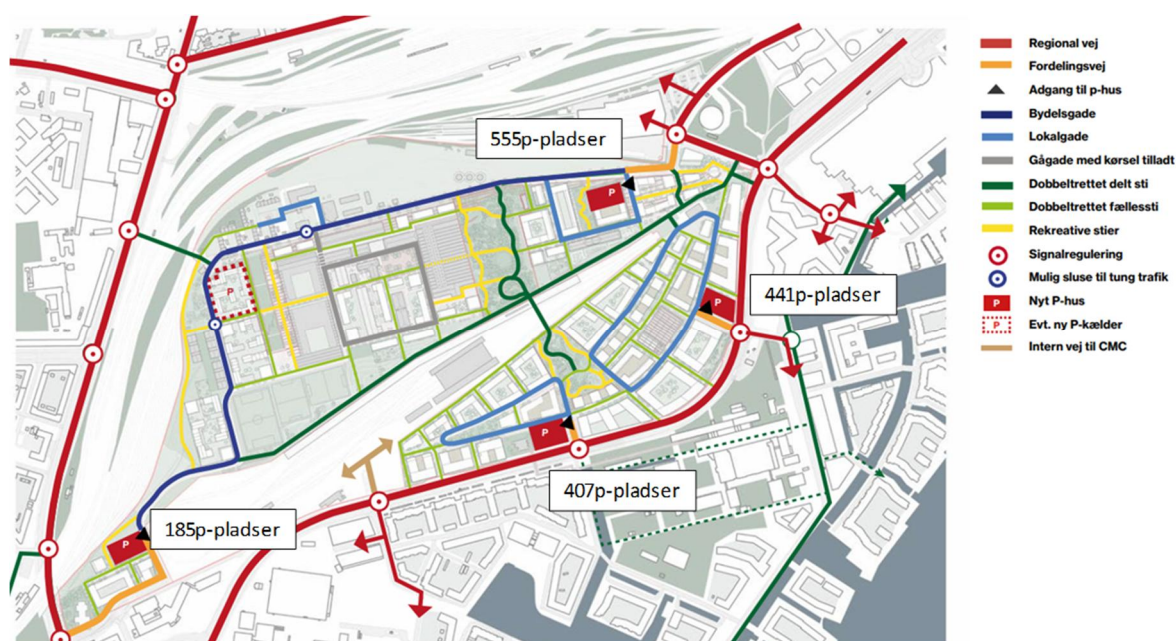 555p-pladser
P
P
441p-pladser
P
P
407p-pladser
185p-pladser
P
Regional vej
Fordelingsvej
Adgang til p-hus
Bydelsgade
Lokalgade
Gågade med kørsel tilladt
Dobbeltrettet delt sti
Dobbeltrettet fællessti
Rekreative stier
Signalregulering
Mulig sluse til tung trafik
P Nyt P-hus
P Evt. ny P-kælder
Intern vej til CMC